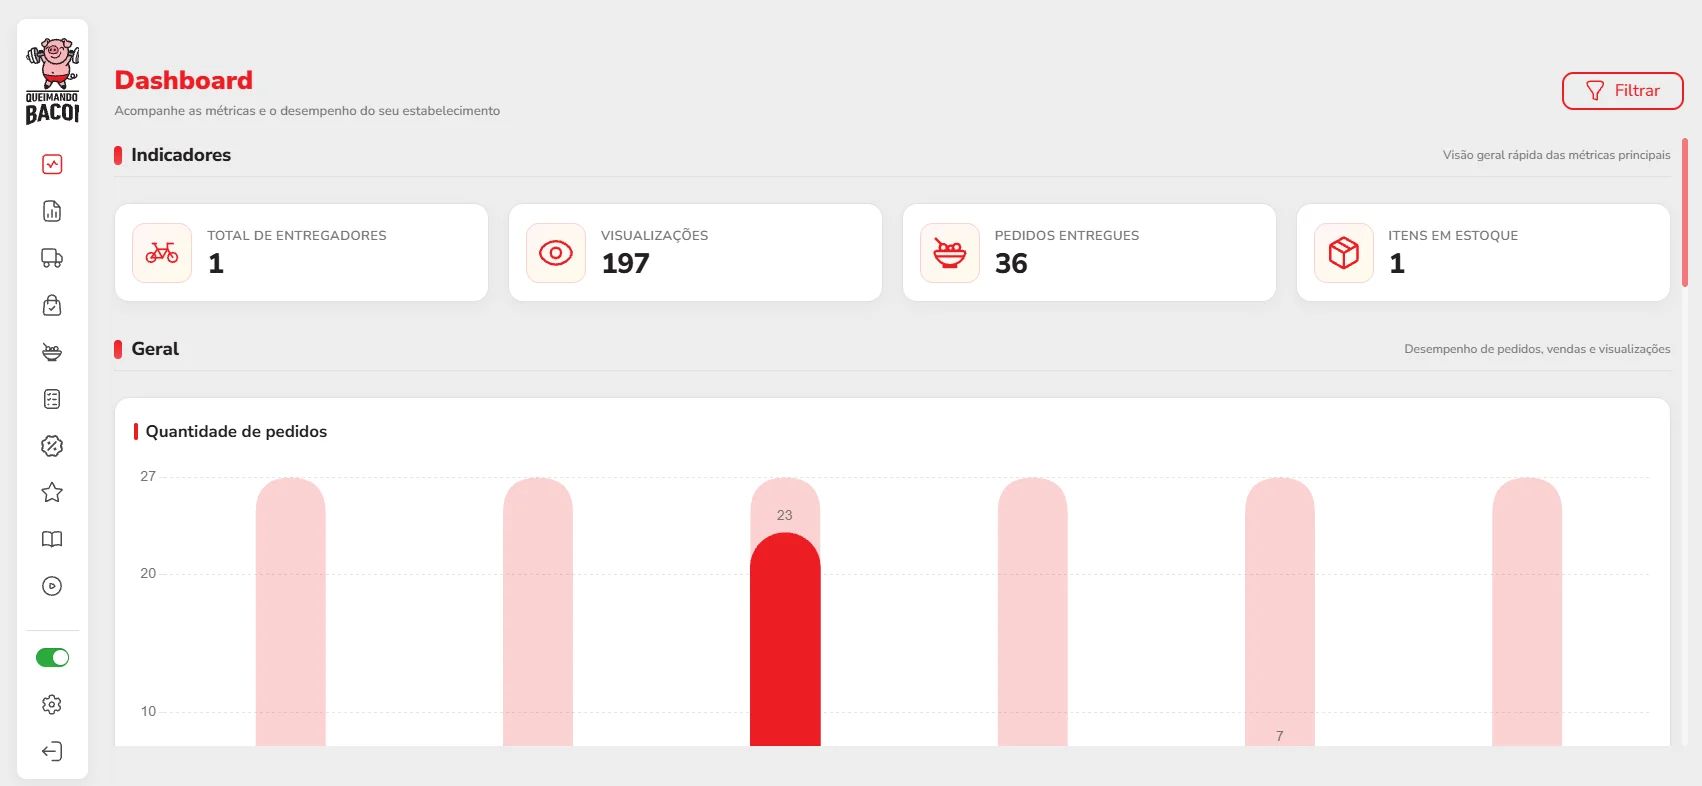 QUEIMANDO
BACON
Dashboard
Acompanhe as métricas e o desempenho do seu estabelecimento
Filtrar
Indicadores
Visão geral rápida das métricas principais
TOTAL DE ENTREGADORES
1
VISUALIZAÇÕES
197
PEDIDOS ENTREGUES
36
ITENS EM ESTOQUE
1
Geral
Desempenho de pedidos, vendas e visualizações
Quantidade de pedidos
27
23
20
10
7